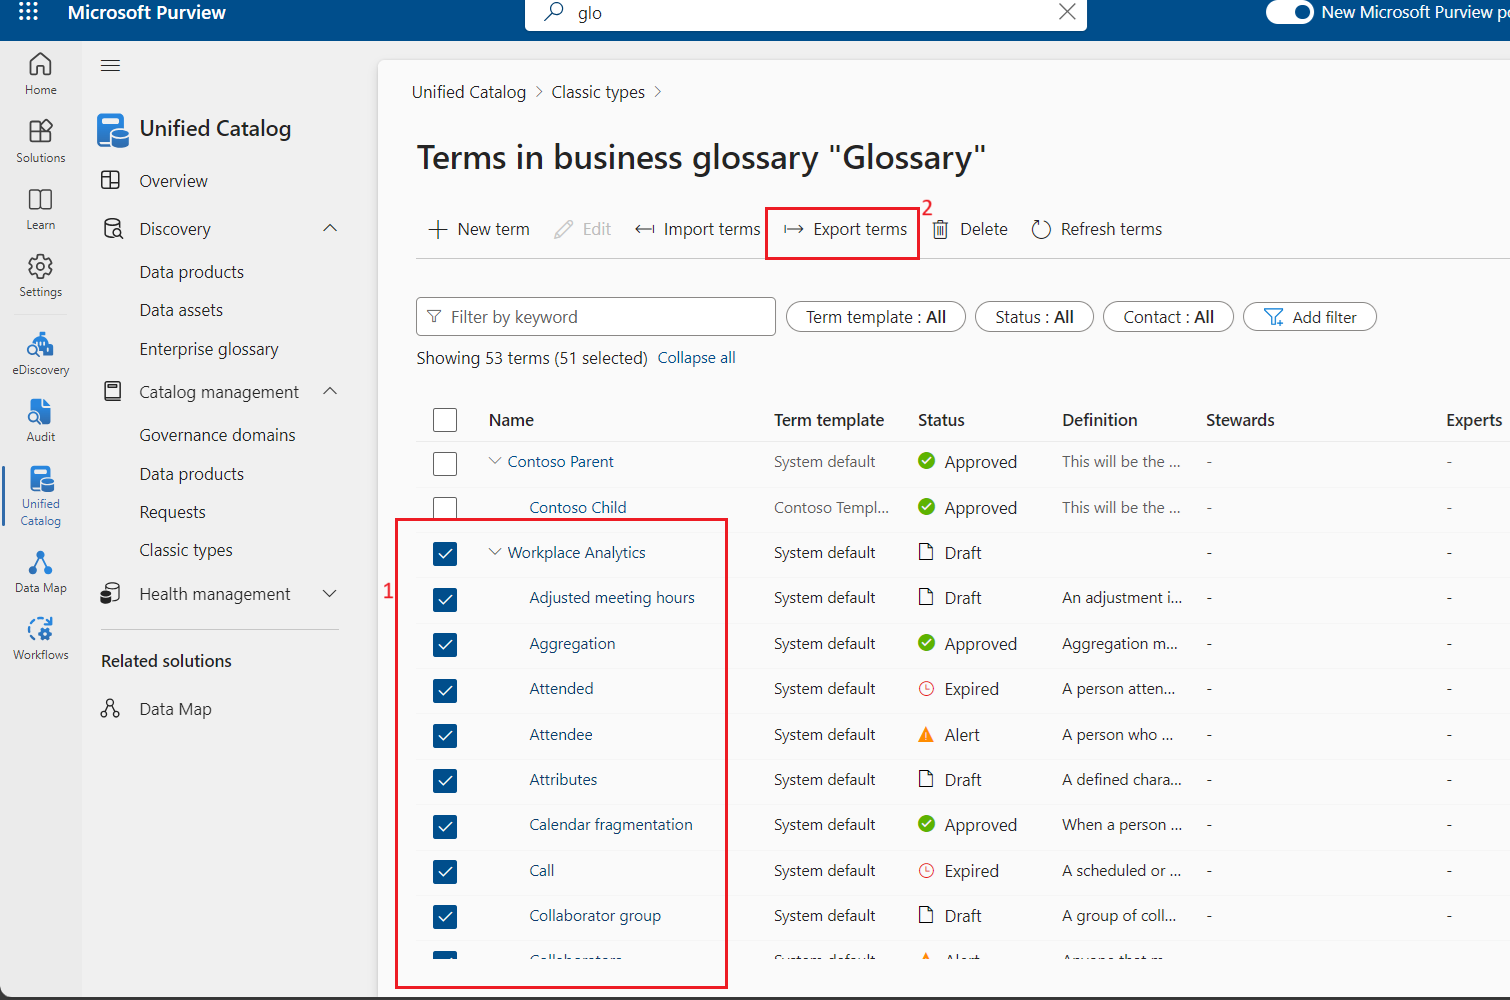 Microsoft Purview
glo
New Microsoft Purview
Home
Solutions
Learn
Settings
eDiscovery
Audit
Unified
Catalog
Data Map
Workflows
Unified Catalog
Overview
Discovery
Data products
Data assets
Enterprise glossary
Catalog management
Governance domains
Data products
Requests
Classic types
Health management
Related solutions
Data Map
Unified Catalog > Classic types >
Terms in business glossary "Glossary"
2
New term Edit Import terms Export terms Delete Refresh terms
Filter by keyword Term template : All Status : All Contact : All Add filter
Showing 53 terms (51 selected) Collapse all
Name Term template Status Definition Stewards Experts
Contoso Parent System default Approved This will be the ... - -
Contoso Child Contoso Templ... Approved This will be the ... - -
Workplace Analytics System default Draft - -
1
Adjusted meeting hours System default Draft An adjustment i... - -
Aggregation System default Approved Aggregation m... - -
Attended System default Expired A person atten... - -
Attendee System default Alert A person who ... - -
Attributes System default Draft A defined chara... - -
Calendar fragmentation System default Approved When a person ... - -
Call System default Expired A scheduled or ... - -
Collaborator group System default Draft A group of coll... - -